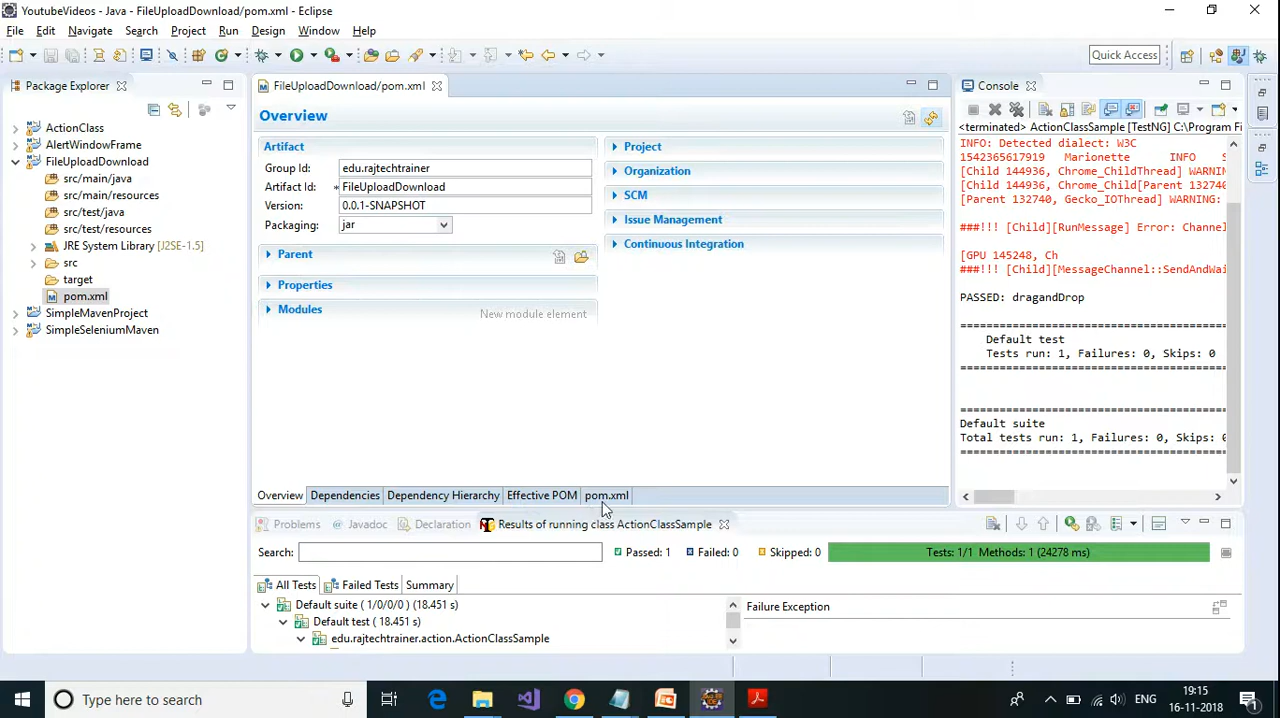 YoutubeVideos - Java - FileUploadDownload/pom.xml - Eclipse
File Edit Navigate Search Project Run Design Window Help
Quick Access
Package Explorer
ActionClass
AlertWindowFrame
FileUploadDownload
src/main/java
src/main/resources
src/test/java
src/test/resources
JRE System Library [J2SE-1.5]
src
target
pom.xml
SimpleMavenProject
SimpleSeleniumMaven
FileUploadDownload/pom.xml
Overview
Artifact
Group Id: edu.rajtechtrainer
Artifact Id: * FileUploadDownload
Version: 0.0.1-SNAPSHOT
Packaging: jar
Parent
Properties
Modules
New module element
Project
Organization
SCM
Issue Management
Continuous Integration
Overview Dependencies Dependency Hierarchy Effective POM pom.xml
Console
<terminated> ActionClassSample [TestNG] C:\Program Fi
INFO: Detected dialect: W3C
1542365617919 Marionette INFO S
[Child 144936, Chrome_ChildThread] WARNIN
[Child 144936, Chrome_Child[Parent 132740
[Parent 132740, Gecko_IOThread] WARNING:
###!!! [Child][RunMessage] Error: Channel
[GPU 145248, Ch
###!!! [Child][MessageChannel::SendAndWai
PASSED: dragandDrop
===============================================
Default test
Tests run: 1, Failures: 0, Skips: 0
===============================================
===============================================
Default suite
Total tests run: 1, Failures: 0, Skips: 0
===============================================
Problems Javadoc Declaration Results of running class ActionClassSample
Search: Passed: 1 Failed: 0 Skipped: 0 Tests: 1/1 Methods: 1 (24278 ms)
All Tests Failed Tests Summary
Default suite ( 1/0/0/0 ) (18.451 s)
Default test ( 18.451 s)
edu.rajtechtrainer.action.ActionClassSample
Failure Exception
Type here to search
ENG
19:15
16-11-2018
1